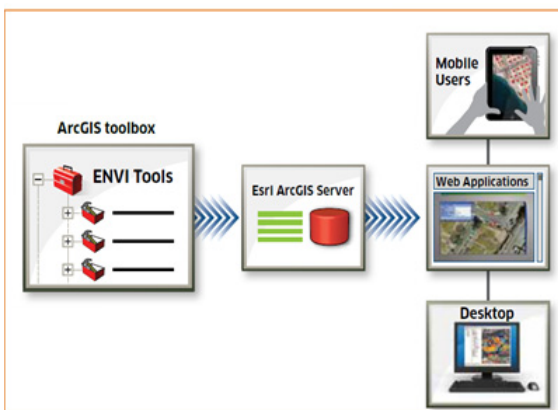 ArcGIS toolbox
ENVI Tools
Esri ArcGIS Server
Mobile
Users
Web Applications
Desktop